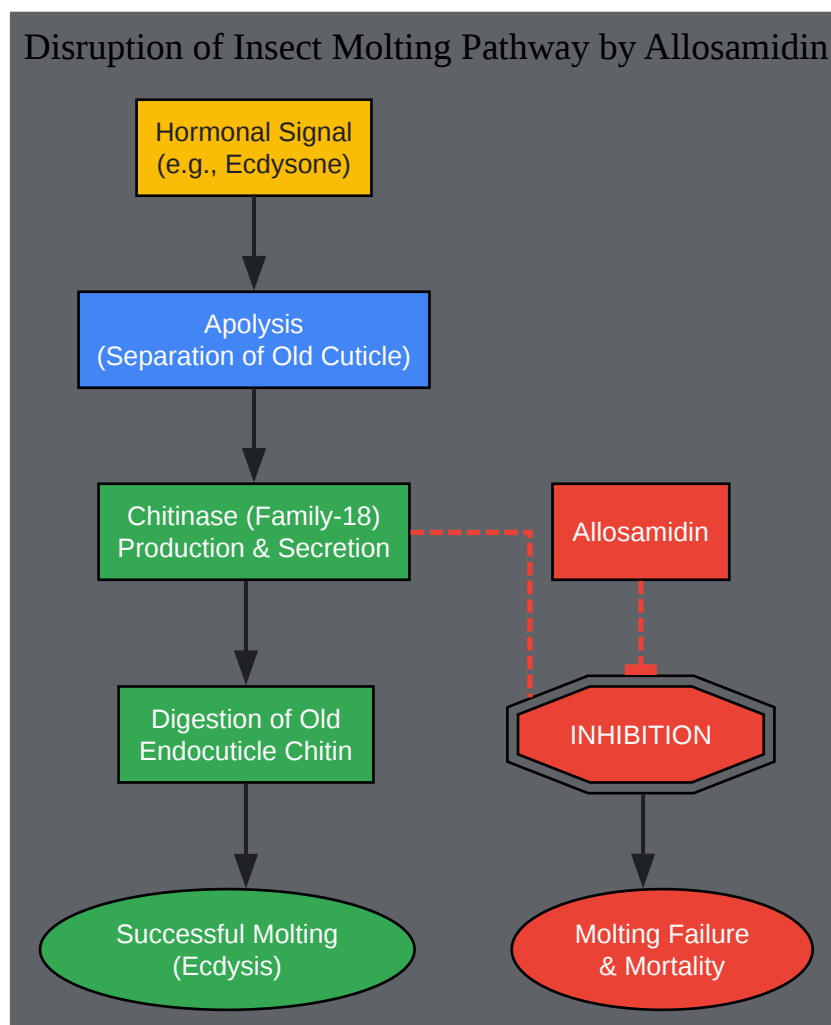 Disruption of Insect Molting Pathway by Allosamidin
Hormonal Signal
(e.g., Ecdysone)
Apolysis
(Separation of Old Cuticle)
Chitinase (Family-18)
Production & Secretion
Allosamidin
Digestion of Old
Endocuticle Chitin
INHIBITION
Successful Molting
(Ecdysis)
Molting Failure
& Mortality